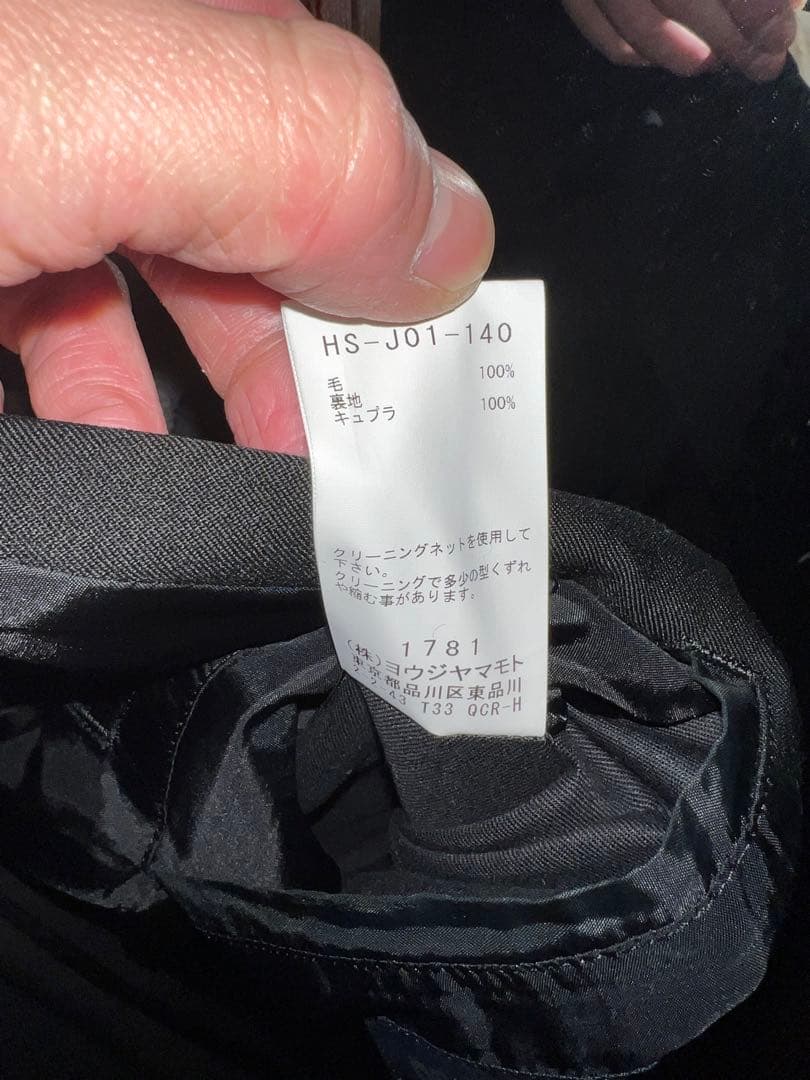 HS-J01-140
毛 100%
裏地
キュプラ 100%
クリーニングネットを使用して
下さい。
クリーニングで多少の型くずれ
や縮む事があります。
1781
(株)ヨウジヤマモト
東京都品川区東品川
2-2-43 T33 QCR-H